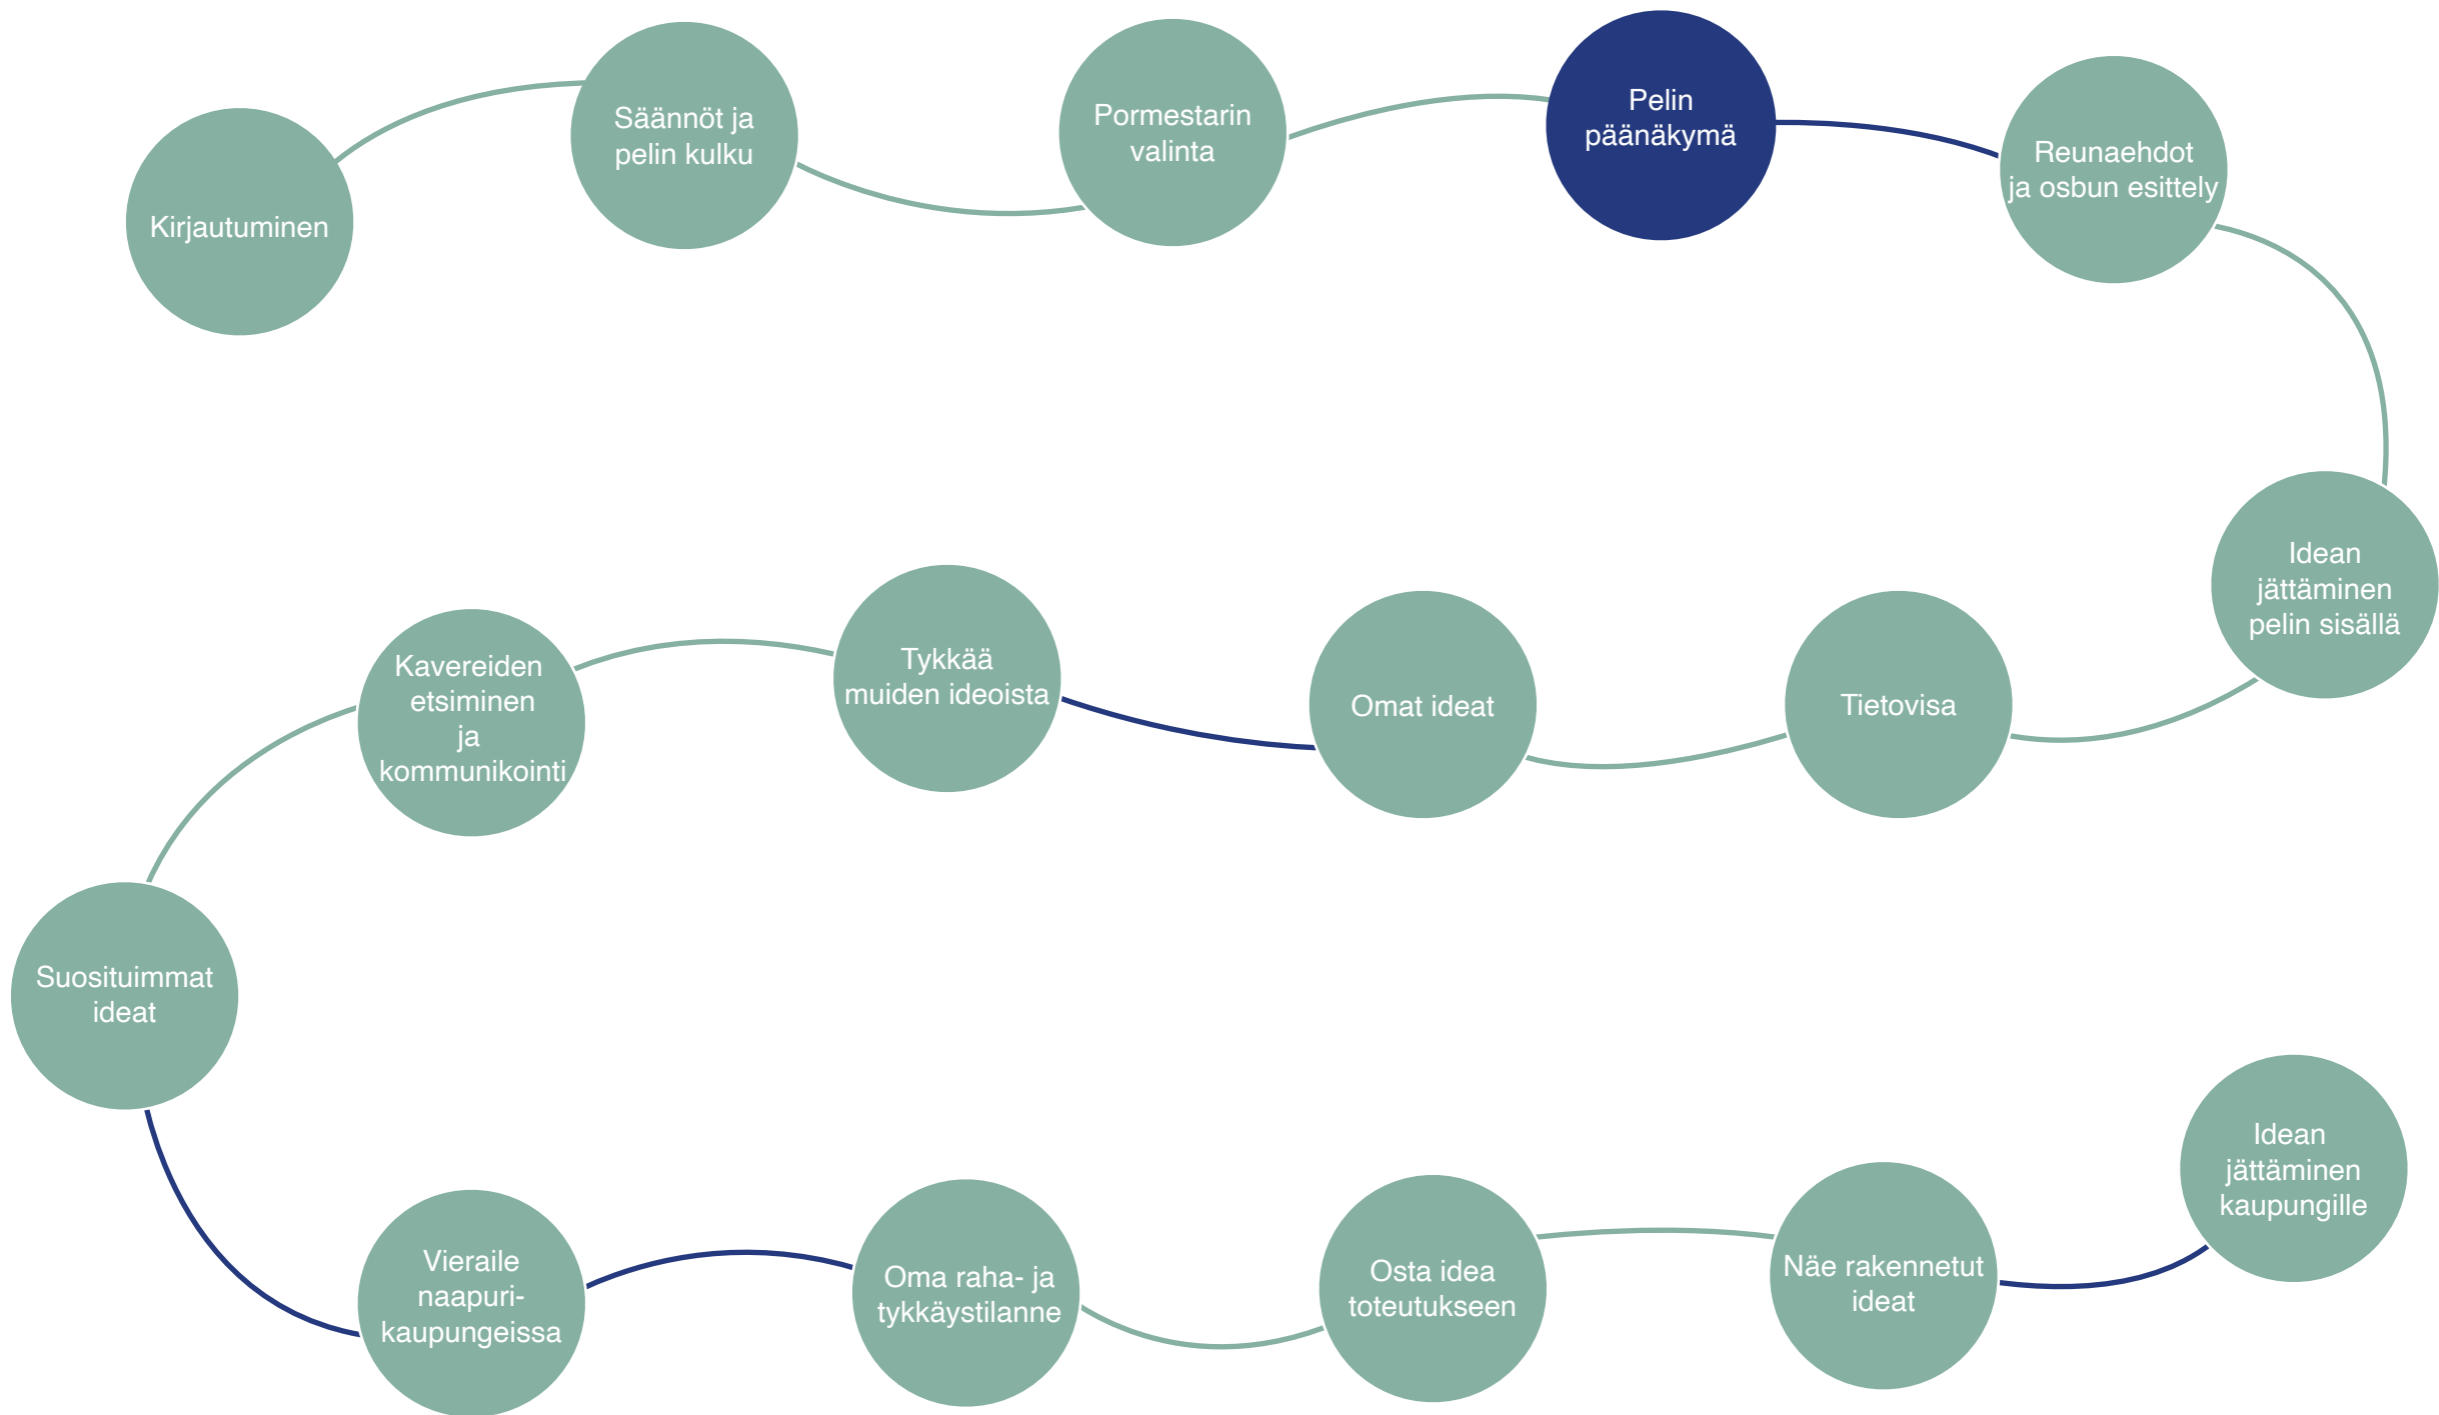 Kirjautuminen
Säännöt ja
pelin kulku
Pormestarin
valinta
Pelin
päänäkymä
Reunaehdot
ja osbun esittely
Idean
jättäminen
pelin sisällä
Tietovisa
Omat ideat
Tykkää
muiden ideoista
Kavereiden
etsiminen
ja
kommunikointi
Suosituimmat
ideat
Vieraile
naapuri-
kaupungeissa
Oma raha- ja
tykkäystilanne
Osta idea
toteutukseen
Näe rakennetut
ideat
Idean
jättäminen
kaupungille